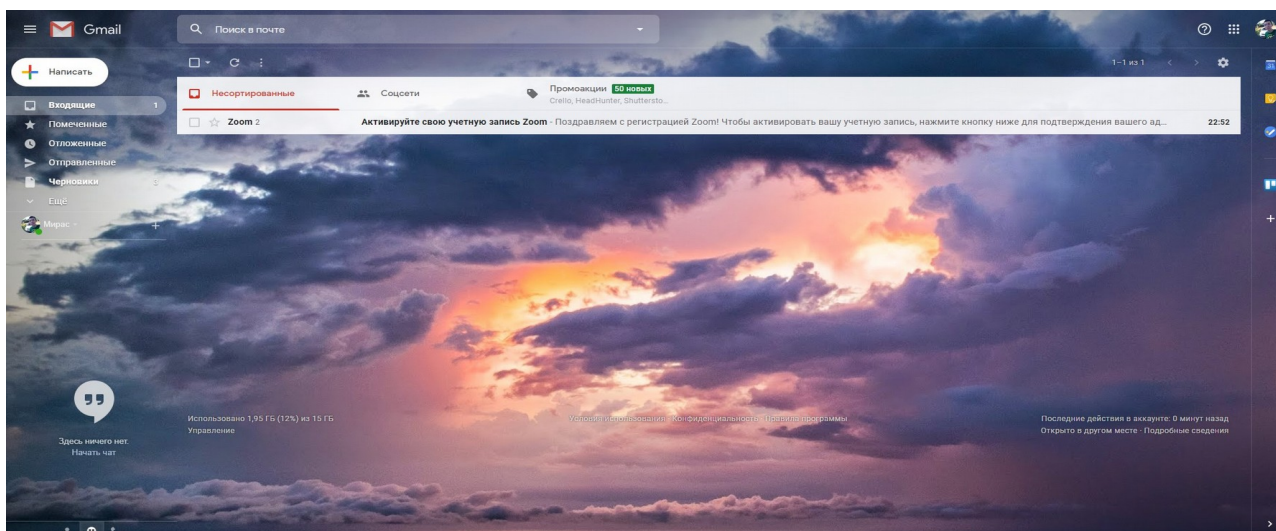 Gmail
Поиск в почте
Написать
1–1 из 1
Входящие 1
Помеченные
Отложенные
Отправленные
Черновики
Ещё
Мирас
Несортированные
Соцсети
Промоакции 50 новых
Crello, HeadHunter, Shuttersto...
Zoom 2 Активируйте свою учетную запись Zoom - Поздравляем с регистрацией Zoom! Чтобы активировать вашу учетную запись, нажмите кнопку ниже для подтверждения вашего ад... 22:52
Здесь ничего нет.
Начать чат
Использовано 1,95 ГБ (12%) из 15 ГБ
Управление
Условия использования · Конфиденциальность · Правила программы
Последние действия в аккаунте: 0 минут назад
Открыто в другом месте · Подробные сведения